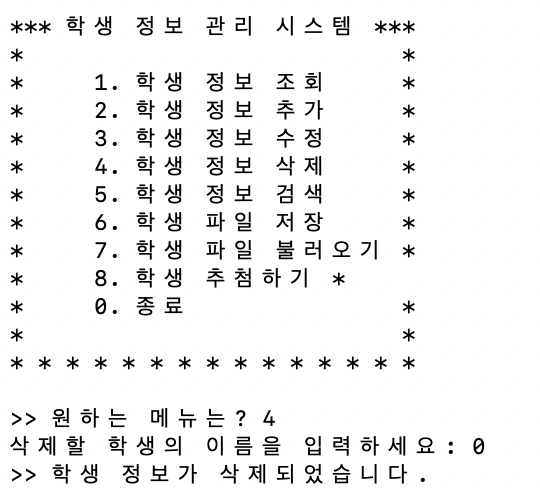 *** 학생 정보 관리 시스템 ***
*                           *
*     1. 학생 정보 조회     *
*     2. 학생 정보 추가     *
*     3. 학생 정보 수정     *
*     4. 학생 정보 삭제     *
*     5. 학생 정보 검색     *
*     6. 학생 파일 저장     *
*     7. 학생 파일 불러오기 *
*     8. 학생 추첨하기 *
*     0. 종료               *
*                           *
* * * * * * * * * * * * * * *
>> 원하는 메뉴는? 4
삭제할 학생의 이름을 입력하세요: 0
>> 학생 정보가 삭제되었습니다.